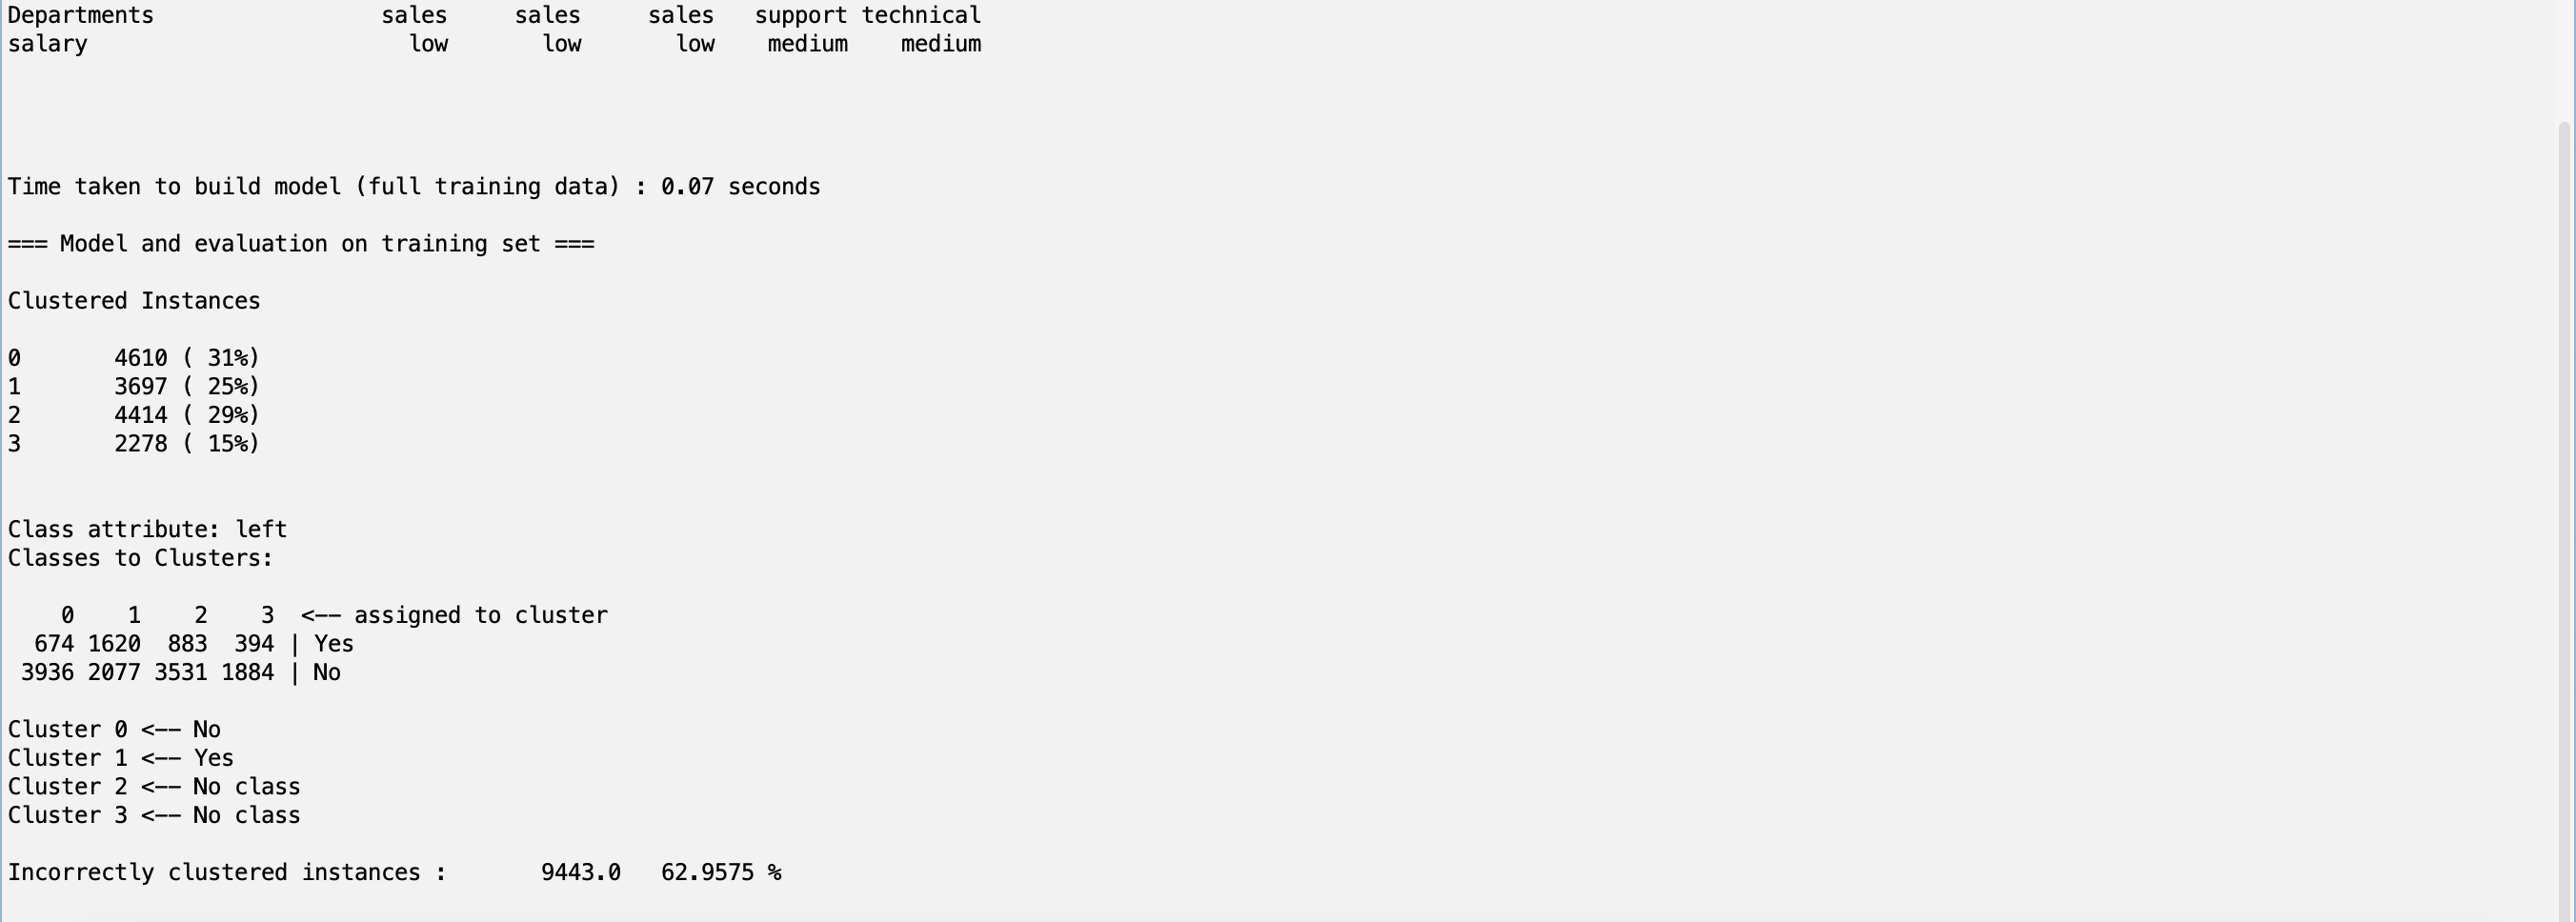 Departments sales sales sales support technical
salary low low low medium medium
Time taken to build model (full training data) : 0.07 seconds
=== Model and evaluation on training set ===
Clustered Instances
0 4610 ( 31%)
1 3697 ( 25%)
2 4414 ( 29%)
3 2278 ( 15%)
Class attribute: left
Classes to Clusters:
0 1 2 3 <-- assigned to cluster
674 1620 883 394 | Yes
3936 2077 3531 1884 | No
Cluster 0 <-- No
Cluster 1 <-- Yes
Cluster 2 <-- No class
Cluster 3 <-- No class
Incorrectly clustered instances : 9443.0 62.9575 %